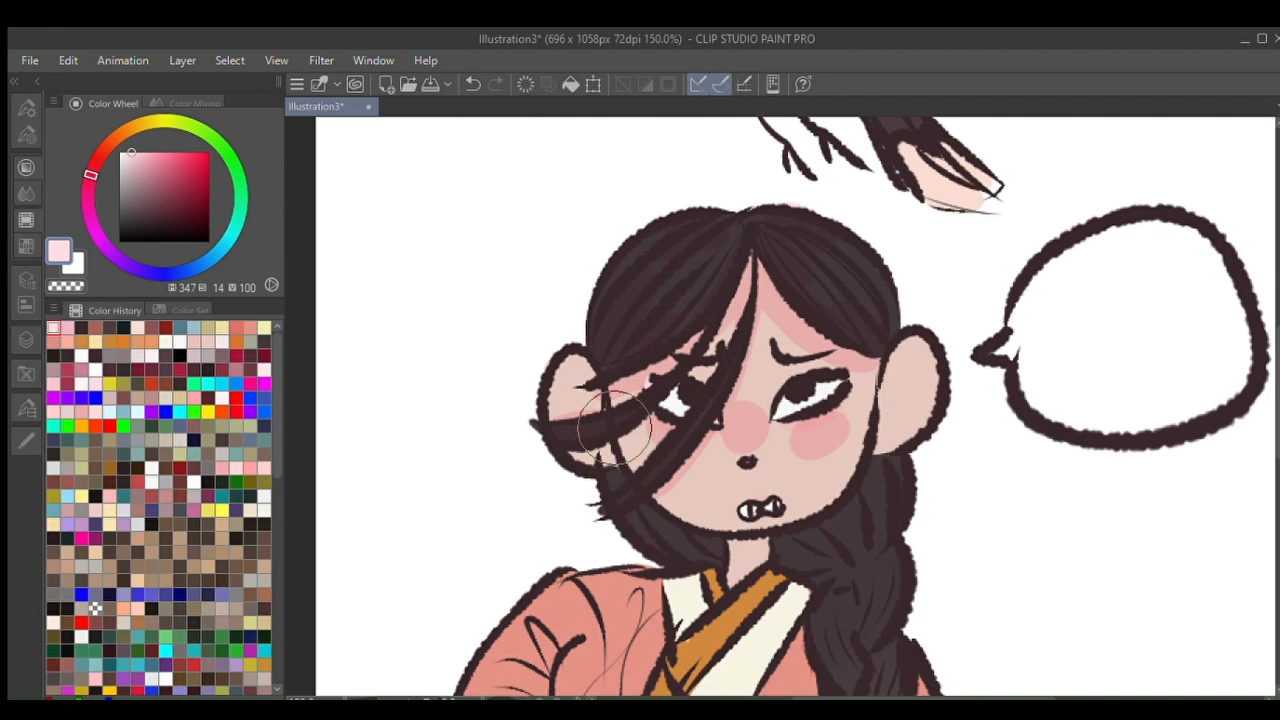 Illustration3* (696 x 1058px 72dpi 150.0%) - CLIP STUDIO PAINT PRO
File Edit Animation Layer Select View Filter Window Help
Color Wheel Color Mixing
Illustration3*
H 347 S 14 V 100
Color History Color Set